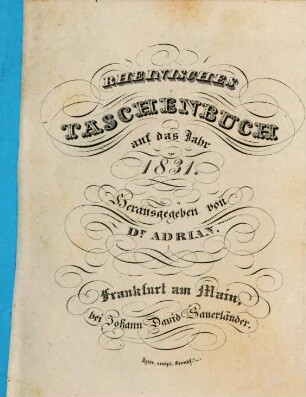 RHEINISCHES
TASCHENBUCH
auf das Jahr
1831.
Herausgegeben von
Dr. ADRIAN.
Frankfurt am Main,
bei Johann David Sauerländer.